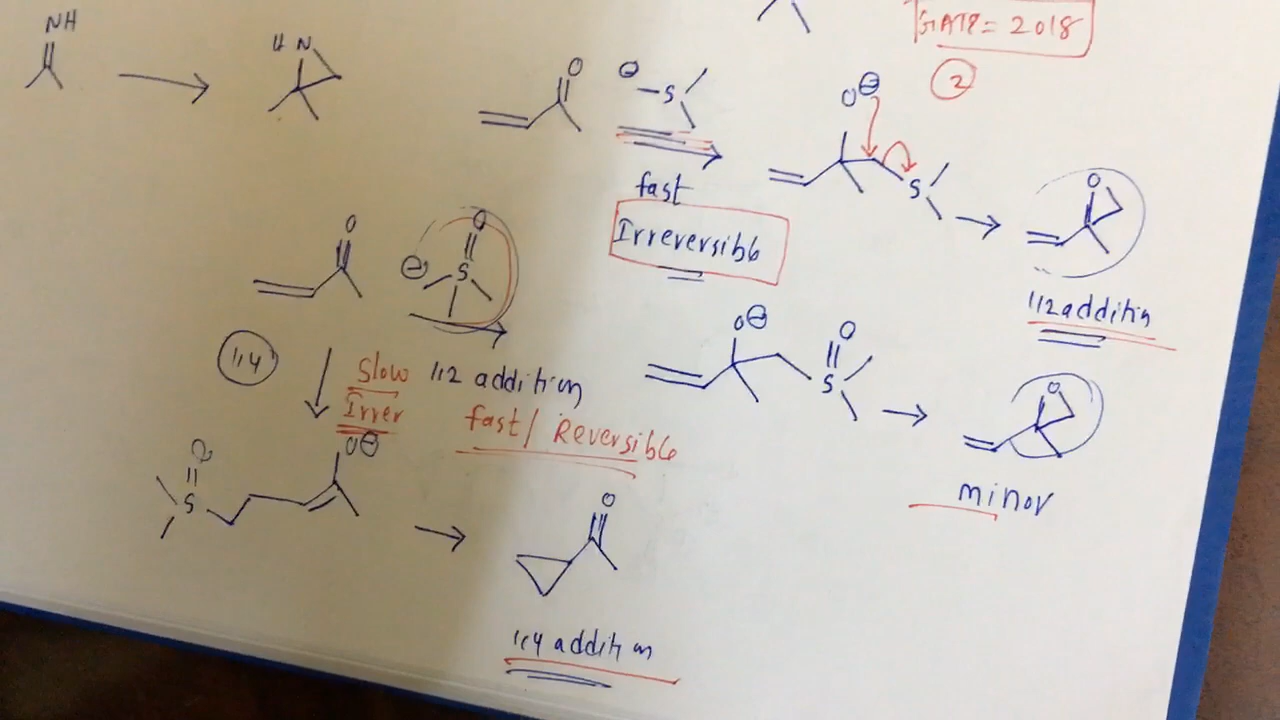 NH
H N
GATE = 2018
2
O
⊖ S
O⊖
fast
S
Irreversible
O
1,2 addition
O
⊖ O
S
1,4
Slow 1,2 addition
Irrer
fast / Reversible
O⊖
O
S
O
minor
O
S
O⊖
O
1,4 addition